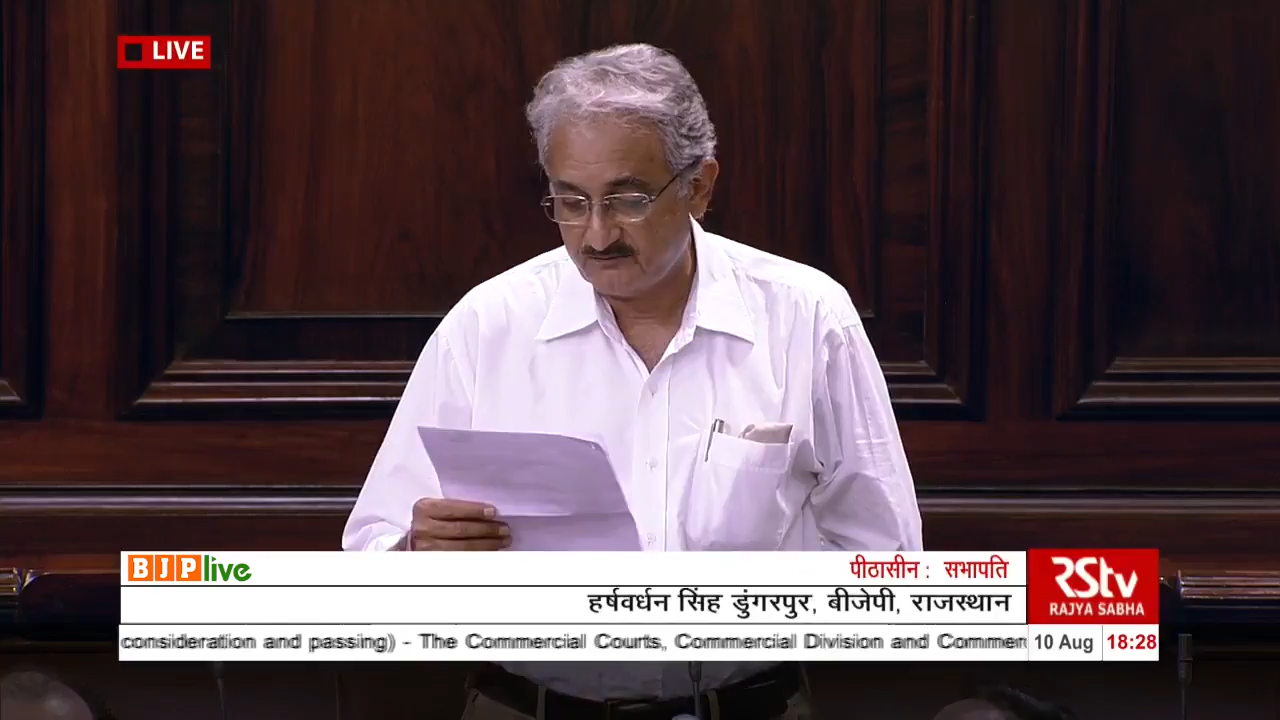 LIVE
BJPlive
पीठासीन : सभापति
RStv
RAJYA SABHA
हर्षवर्धन सिंह डुंगरपुर, बीजेपी, राजस्थान
consideration and passing) - The Commercial Courts, Commercial Division and Commer
10 Aug
18:28